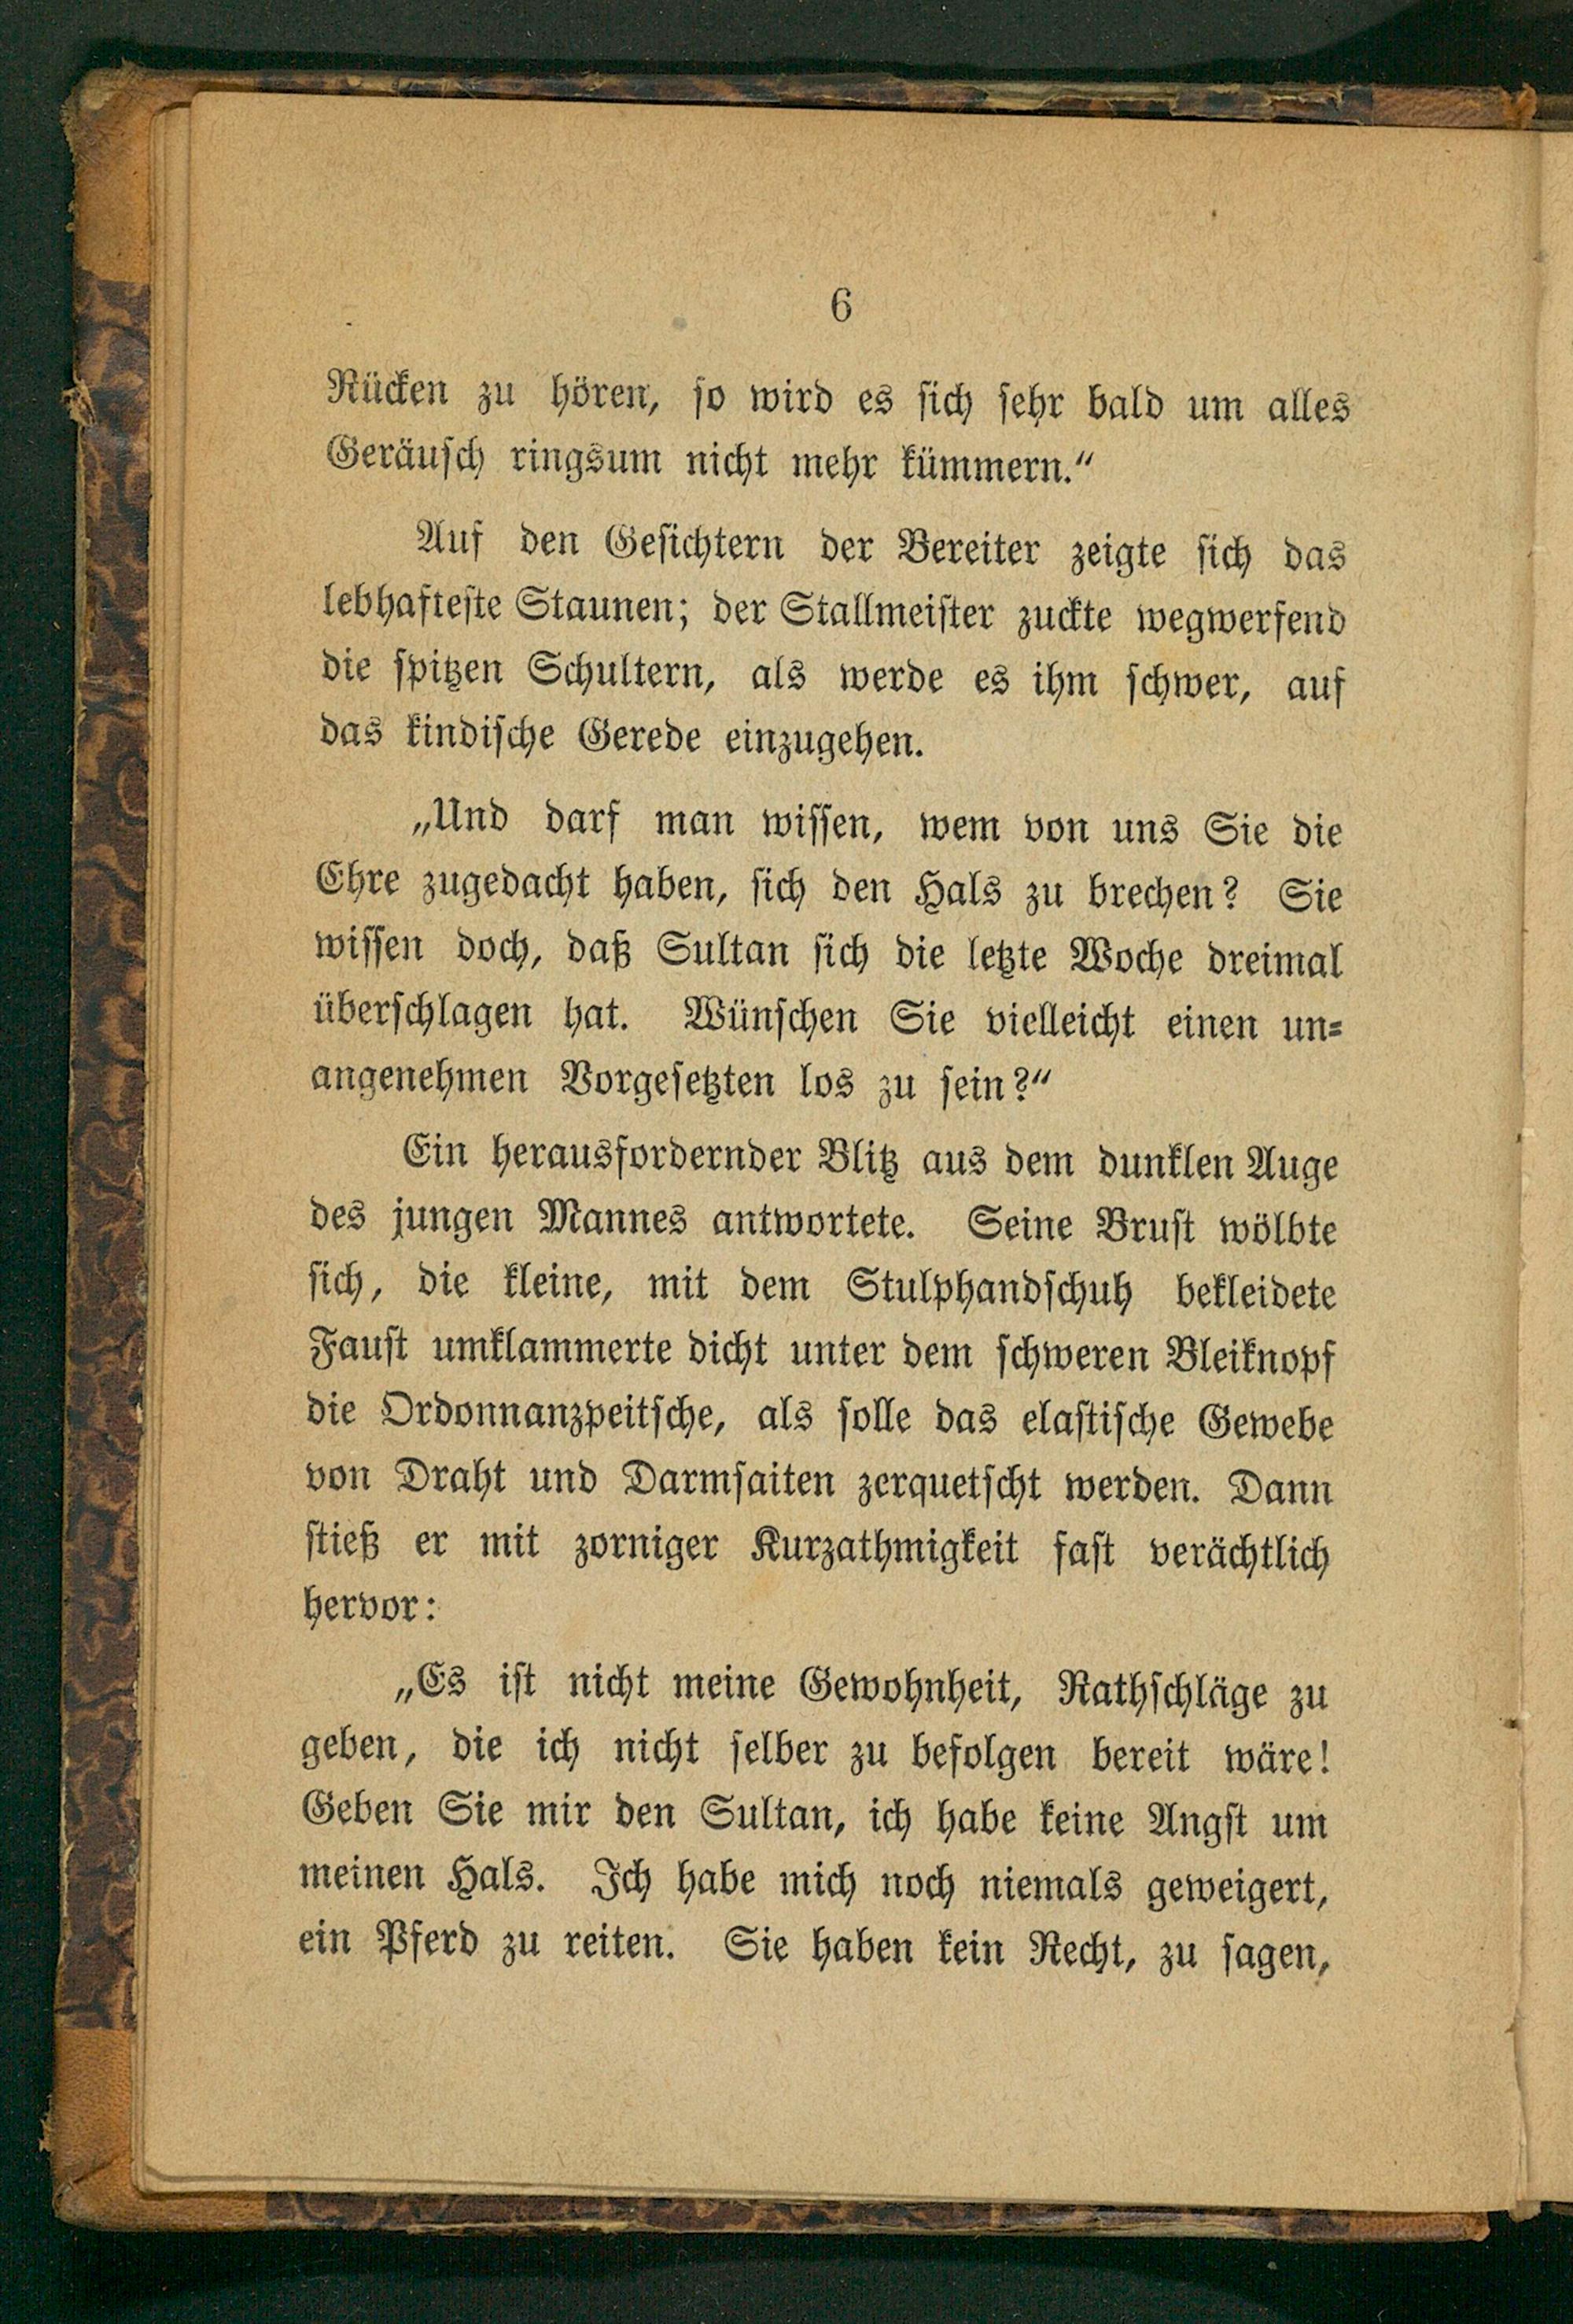 6
Rücken zu hören, so wird es sich sehr bald um alles
Geräusch ringsum nicht mehr kümmern.“
Auf den Gesichtern der Bereiter zeigte sich das
lebhafteste Staunen; der Stallmeister zuckte wegwerfend
die spitzen Schultern, als werde es ihm schwer, auf
das kindische Gerede einzugehen.
„Und darf man wissen, wem von uns Sie die
Ehre zugedacht haben, sich den Hals zu brechen? Sie
wissen doch, daß Sultan sich die letzte Woche dreimal
überschlagen hat. Wünschen Sie vielleicht einen un=
angenehmen Vorgesetzten los zu sein?“
Ein herausfordernder Blitz aus dem dunklen Auge
des jungen Mannes antwortete. Seine Brust wölbte
sich, die kleine, mit dem Stulphandschuh bekleidete
Faust umklammerte dicht unter dem schweren Bleiknopf
die Ordonnanzpeitsche, als solle das elastische Gewebe
von Draht und Darmsaiten zerquetscht werden. Dann
stieß er mit zorniger Kurzathmigkeit fast verächtlich
hervor:
„Es ist nicht meine Gewohnheit, Rathschläge zu
geben, die ich nicht selber zu befolgen bereit wäre!
Geben Sie mir den Sultan, ich habe keine Angst um
meinen Hals. Ich habe mich noch niemals geweigert,
ein Pferd zu reiten. Sie haben kein Recht, zu sagen,